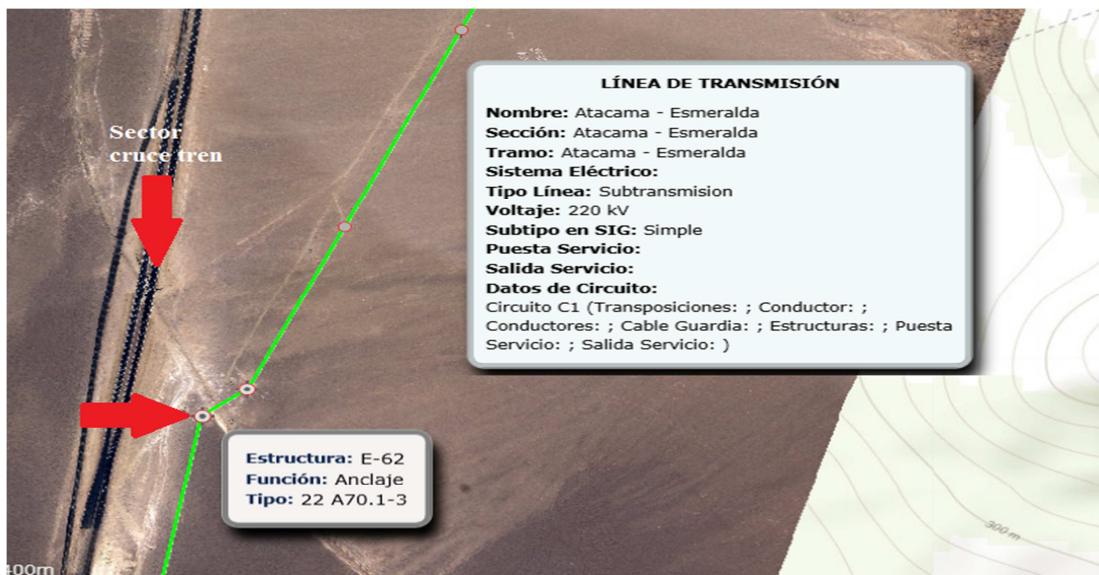 Sector
cruce tren
LÍNEA DE TRANSMISIÓN
Nombre: Atacama - Esmeralda
Sección: Atacama - Esmeralda
Tramo: Atacama - Esmeralda
Sistema Eléctrico:
Tipo Línea: Subtransmision
Voltaje: 220 kV
Subtipo en SIG: Simple
Puesta Servicio:
Salida Servicio:
Datos de Circuito:
Circuito C1 (Transposiciones: ; Conductor: ;
Conductores: ; Cable Guardia: ; Estructuras: ; Puesta
Servicio: ; Salida Servicio: )
Estructura: E-62
Función: Anclaje
Tipo: 22 A70.1-3
300 m
400m